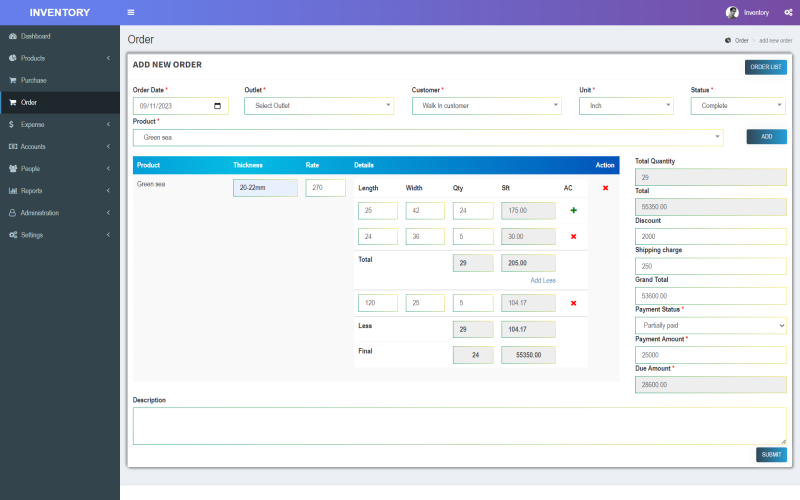 INVENTORY
Inventory
Dashboard
Products
Purchase
Order
Expense
Accounts
People
Reports
Administration
Settings
Order
Order > add new order
ADD NEW ORDER
ORDER LIST
Order Date * Outlet * Customer * Unit * Status *
09/11/2023 Select Outlet Walk In customer Inch Complete
Product *
Green sea
ADD
Product Thickness Rate Details Action
Green sea 20-22mm 270
Length Width Qty Sft AC
25 42 24 175.00
24 36 5 30.00
Total 29 205.00
Add Less
120 25 5 104.17
Less 29 104.17
Final 24 55350.00
Total Quantity
29
Total
55350.00
Discount
2000
Shipping charge
250
Grand Total
53600.00
Payment Status *
Partially paid
Payment Amount *
25000
Due Amount *
28600.00
Description
SUBMIT